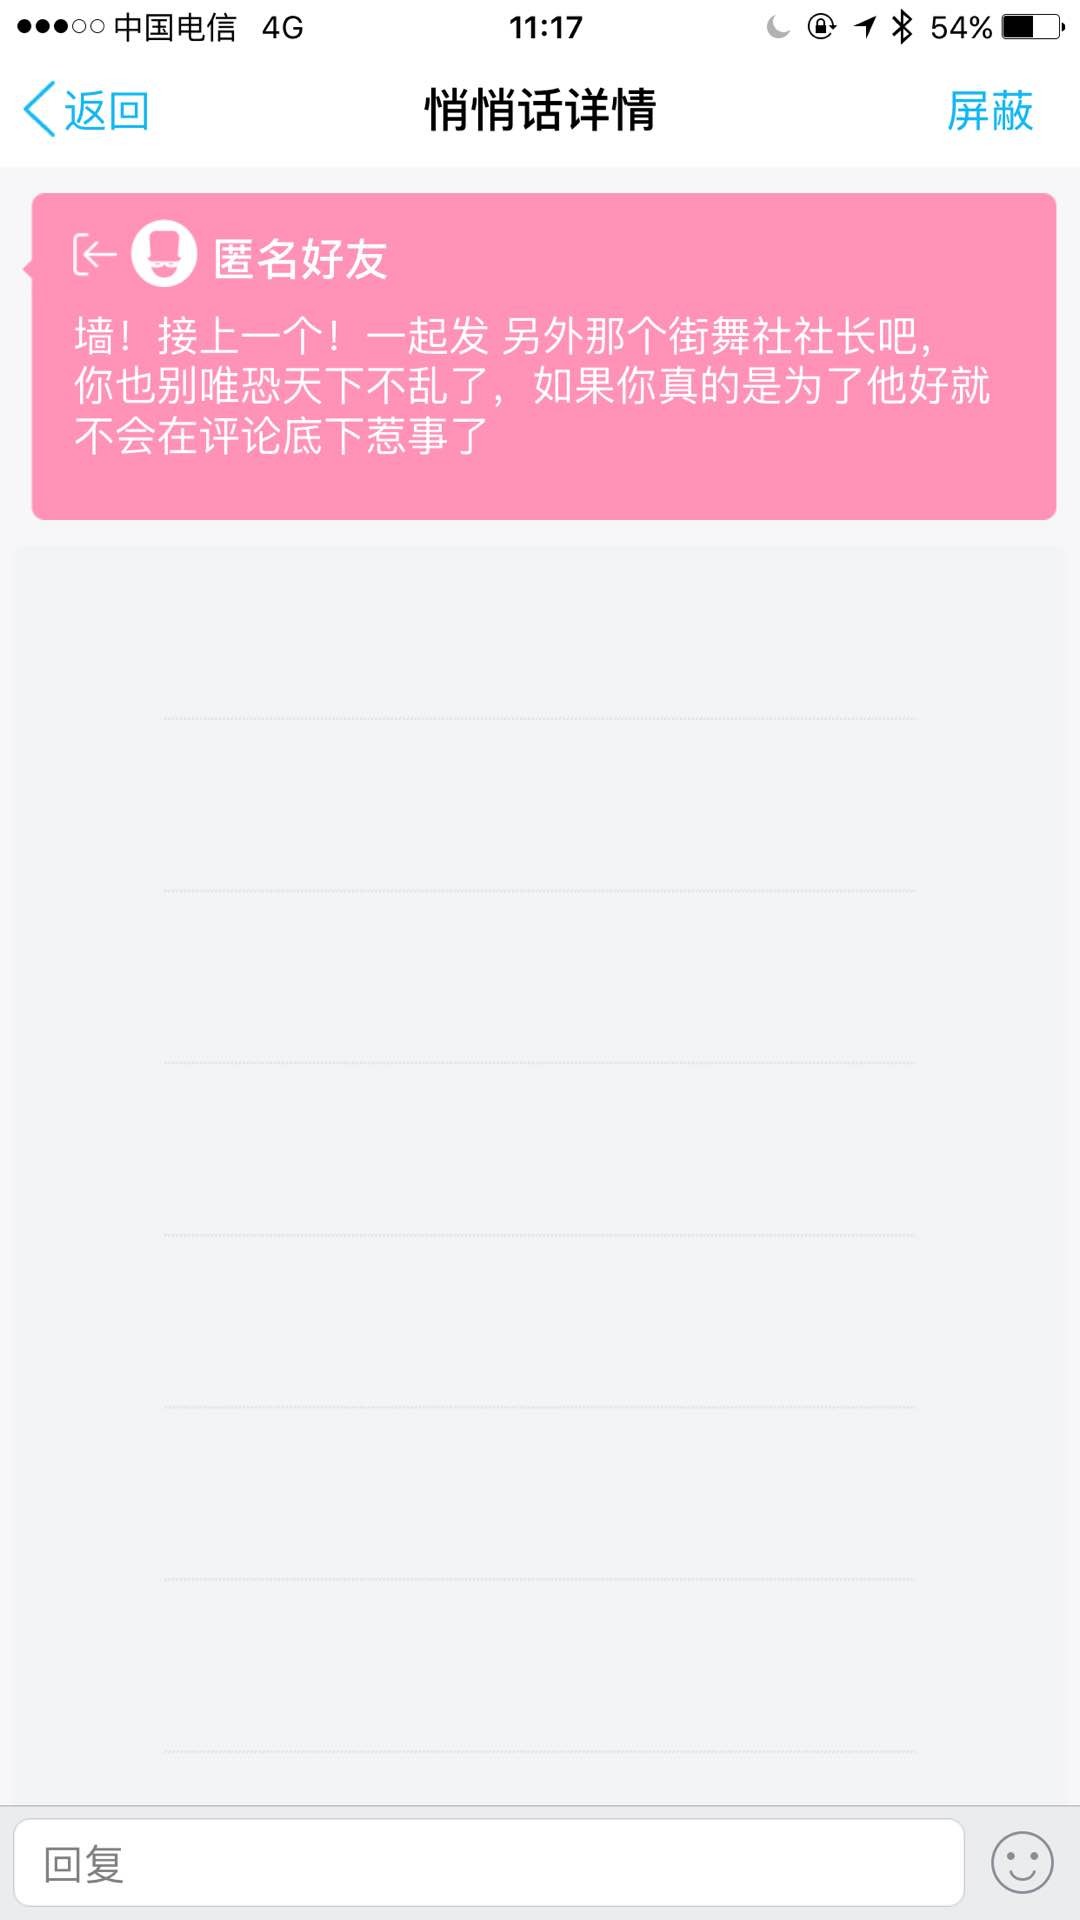 中国电信 4G 11:17 54%
返回 悄悄话详情 屏蔽
匿名好友
墙！接上一个！一起发 另外那个街舞社社长吧，
你也别唯恐天下不乱了，如果你真的是为了他好就
不会在评论底下惹事了
回复